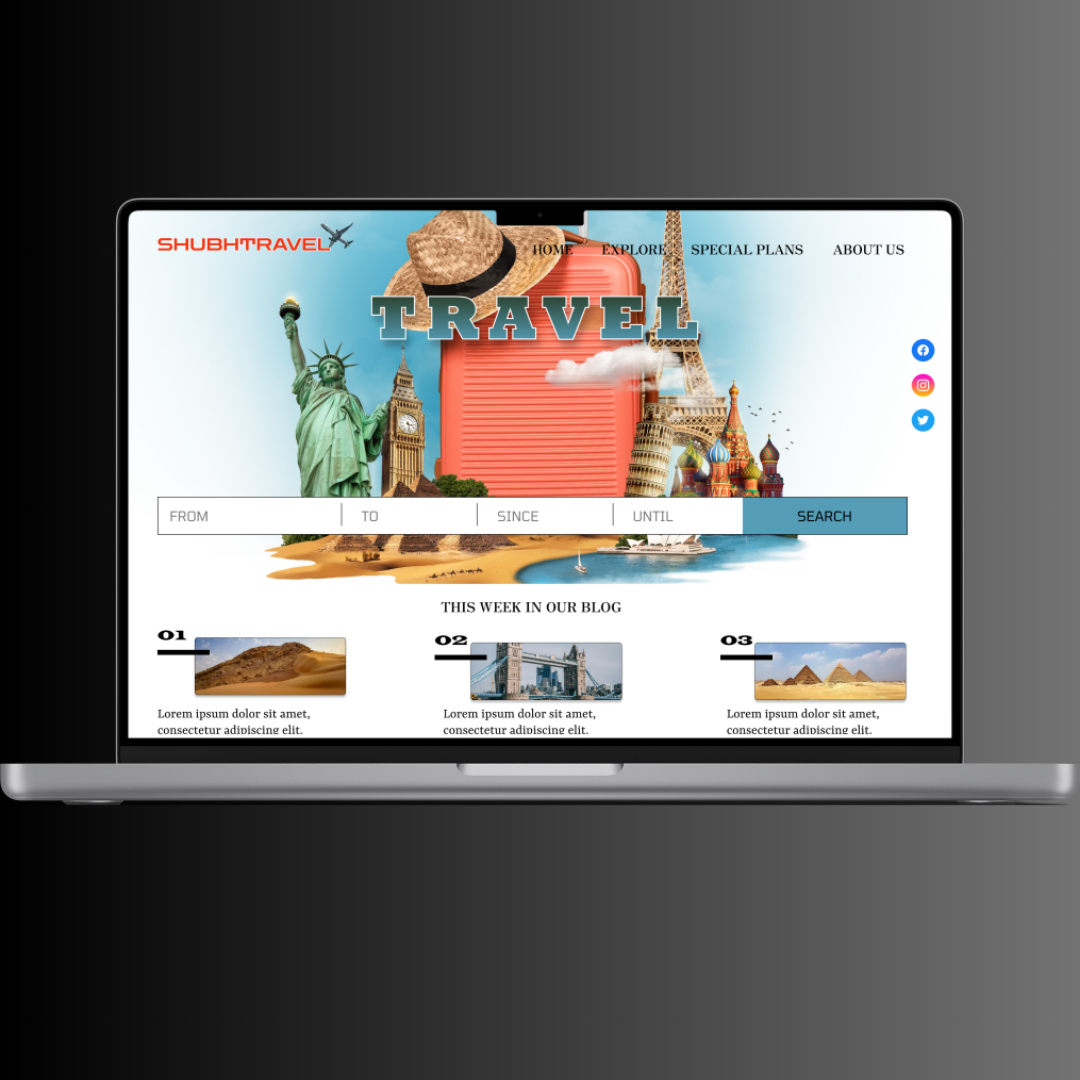 SHUBHTRAVEL
HOME EXPLORE SPECIAL PLANS ABOUT US
TRAVEL
FROM TO SINCE UNTIL SEARCH
THIS WEEK IN OUR BLOG
01 02 03
Lorem ipsum dolor sit amet, Lorem ipsum dolor sit amet, Lorem ipsum dolor sit amet,
consectetur adipiscing elit. consectetur adipiscing elit. consectetur adipiscing elit.